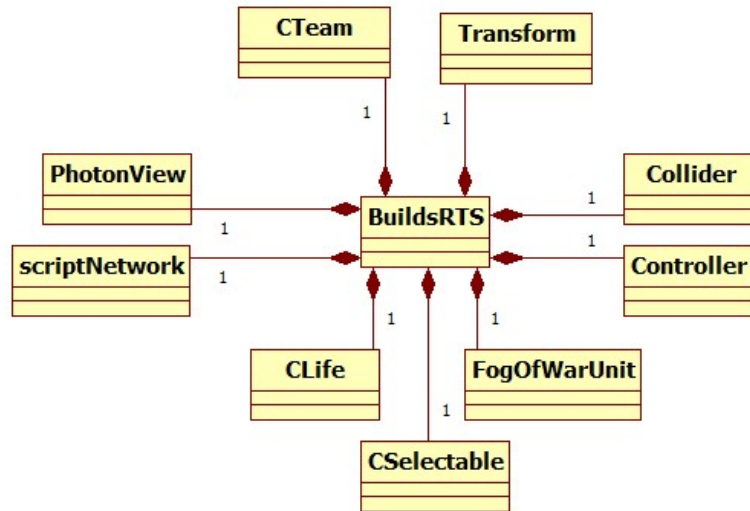 CTeam
Transform
1
1
PhotonView
Collider
BuildsRTS
1
1
scriptNetwork
Controller
1
1
1
1
CLife
FogOfWarUnit
1
CSelectable